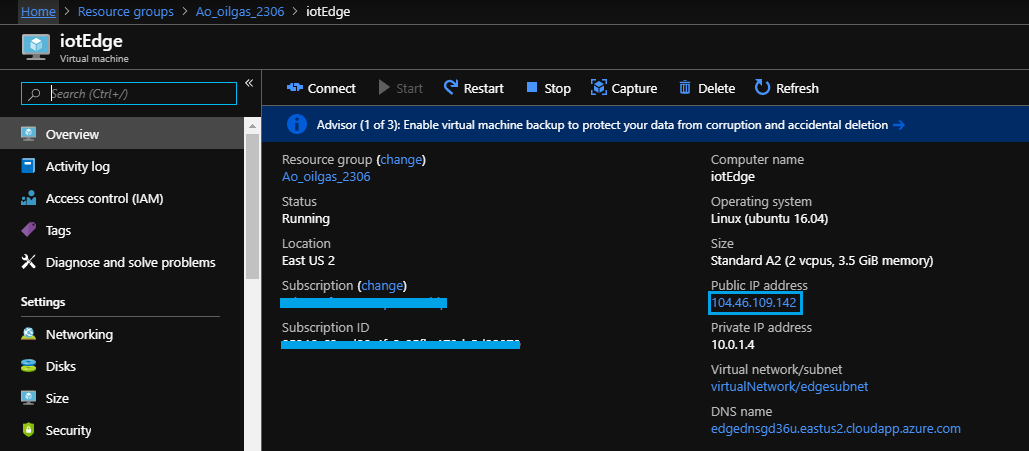 Home > Resource groups > Ao_oilgas_2306 > iotEdge
iotEdge
Virtual machine
Search (Ctrl+/)
«
Overview
Activity log
Access control (IAM)
Tags
Diagnose and solve problems
Settings
Networking
Disks
Size
Security
Connect Start Restart Stop Capture Delete Refresh
Advisor (1 of 3): Enable virtual machine backup to protect your data from corruption and accidental deletion →
Resource group (change)
Ao_oilgas_2306
Status
Running
Location
East US 2
Subscription (change)
Subscription ID
Computer name
iotEdge
Operating system
Linux (ubuntu 16.04)
Size
Standard A2 (2 vcpus, 3.5 GiB memory)
Public IP address
104.46.109.142
Private IP address
10.0.1.4
Virtual network/subnet
virtualNetwork/edgesubnet
DNS name
edgednsgd36u.eastus2.cloudapp.azure.com